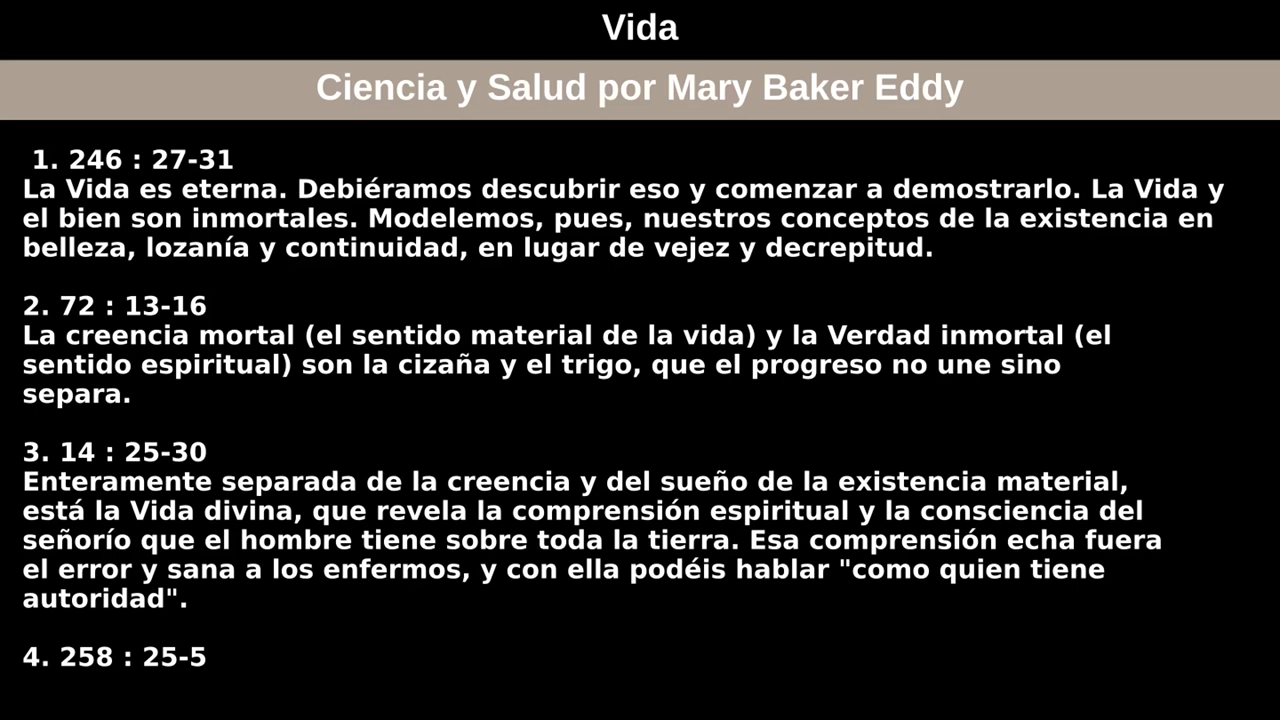 Vida
Ciencia y Salud por Mary Baker Eddy
1. 246 : 27-31
La Vida es eterna. Debiéramos descubrir eso y comenzar a demostrarlo. La Vida y
el bien son inmortales. Modelemos, pues, nuestros conceptos de la existencia en
belleza, lozanía y continuidad, en lugar de vejez y decrepitud.
2. 72 : 13-16
La creencia mortal (el sentido material de la vida) y la Verdad inmortal (el
sentido espiritual) son la cizaña y el trigo, que el progreso no une sino
separa.
3. 14 : 25-30
Enteramente separada de la creencia y del sueño de la existencia material,
está la Vida divina, que revela la comprensión espiritual y la consciencia del
señorío que el hombre tiene sobre toda la tierra. Esa comprensión echa fuera
el error y sana a los enfermos, y con ella podéis hablar "como quien tiene
autoridad".
4. 258 : 25-5